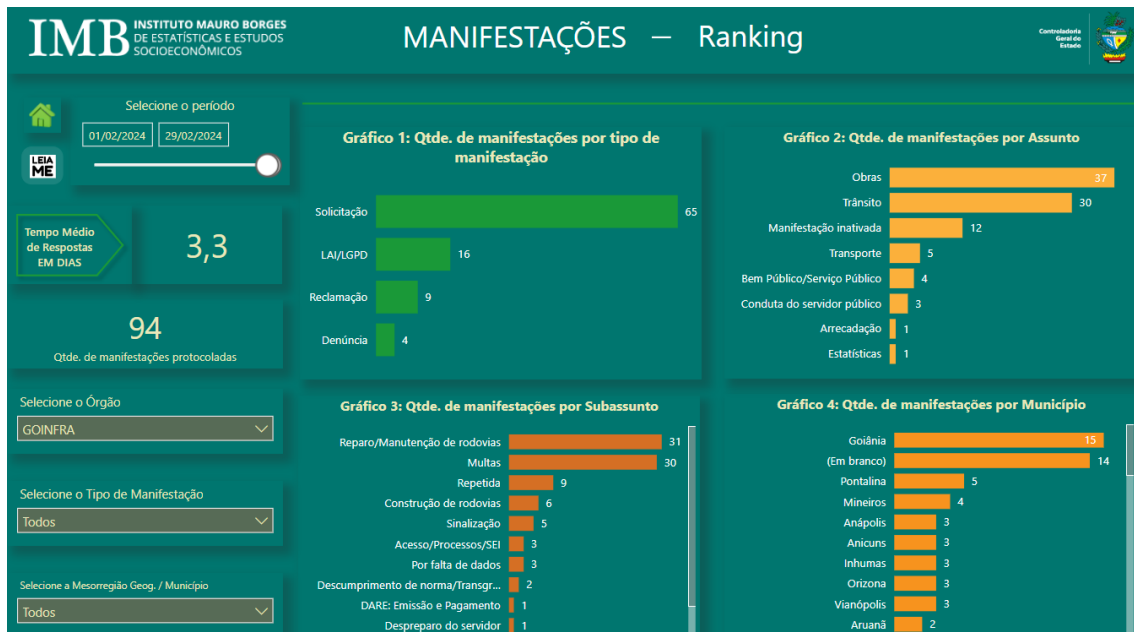 IMB INSTITUTO MAURO BORGES
DE ESTATÍSTICAS E ESTUDOS
SOCIOECONÔMICOS
MANIFESTAÇÕES — Ranking
Controladoria
Geral do
Estado
Selecione o período
01/02/2024 29/02/2024
LEIA
ME
Tempo Médio
de Respostas
EM DIAS
3,3
94
Qtde. de manifestações protocoladas
Selecione o Órgão
GOINFRA
Selecione o Tipo de Manifestação
Todos
Selecione a Mesorregião Geog. / Município
Todos
Gráfico 1: Qtde. de manifestações por tipo de
manifestação
Solicitação 65
LAI/LGPD 16
Reclamação 9
Denúncia 4
Gráfico 2: Qtde. de manifestações por Assunto
Obras 37
Trânsito 30
Manifestação inativada 12
Transporte 5
Bem Público/Serviço Público 4
Conduta do servidor público 3
Arrecadação 1
Estatísticas 1
Gráfico 3: Qtde. de manifestações por Subassunto
Reparo/Manutenção de rodovias 31
Multas 30
Repetida 9
Construção de rodovias 6
Sinalização 5
Acesso/Processos/SEI 3
Por falta de dados 3
Descumprimento de norma/Transgr... 2
DARE: Emissão e Pagamento 1
Despreparo do servidor 1
Gráfico 4: Qtde. de manifestações por Município
Goiânia 15
(Em branco) 14
Pontalina 5
Mineiros 4
Anápolis 3
Anicuns 3
Inhumas 3
Orizona 3
Vianópolis 3
Aruanã 2